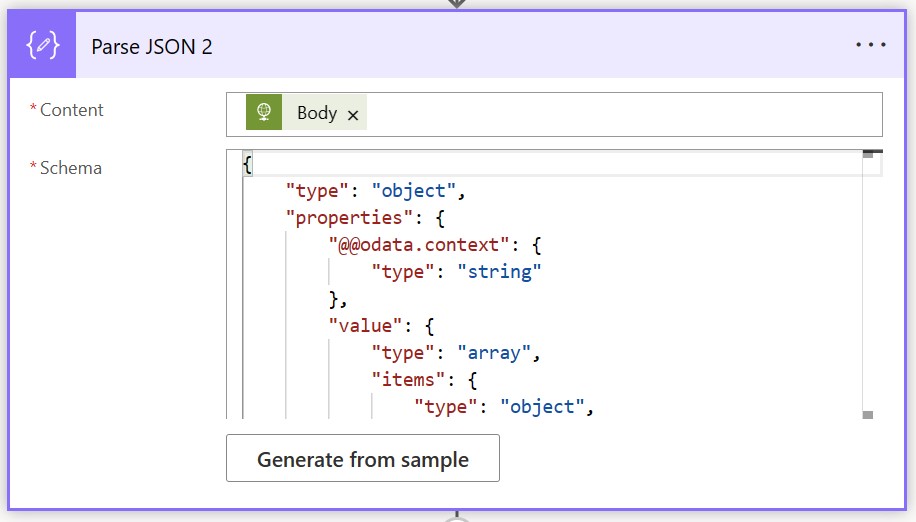 Parse JSON 2
*Content
Body ×
*Schema
{
"type": "object",
"properties": {
"@@odata.context": {
"type": "string"
},
"value": {
"type": "array",
"items": {
"type": "object",
Generate from sample